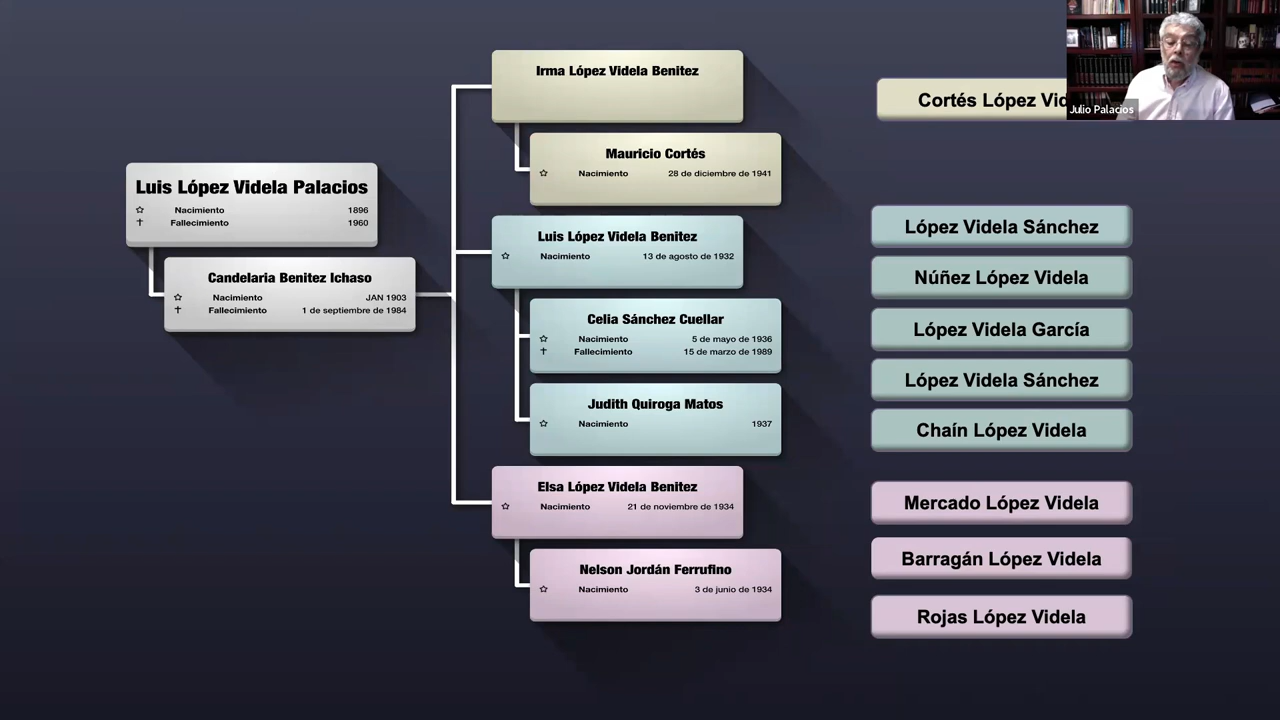 Luis López Videla Palacios
☆ Nacimiento 1896
† Fallecimiento 1960
Candelaria Benitez Ichaso
☆ Nacimiento JAN 1903
† Fallecimiento 1 de septiembre de 1984
Irma López Videla Benitez
Mauricio Cortés
☆ Nacimiento 28 de diciembre de 1941
Luis López Videla Benitez
☆ Nacimiento 13 de agosto de 1932
Celia Sánchez Cuellar
☆ Nacimiento 5 de mayo de 1936
† Fallecimiento 15 de marzo de 1989
Judith Quiroga Matos
☆ Nacimiento 1937
Elsa López Videla Benitez
☆ Nacimiento 21 de noviembre de 1934
Nelson Jordán Ferrufino
☆ Nacimiento 3 de junio de 1934
Cortés López Vid
López Videla Sánchez
Núñez López Videla
López Videla García
López Videla Sánchez
Chaín López Videla
Mercado López Videla
Barragán López Videla
Rojas López Videla
Julio Palacios